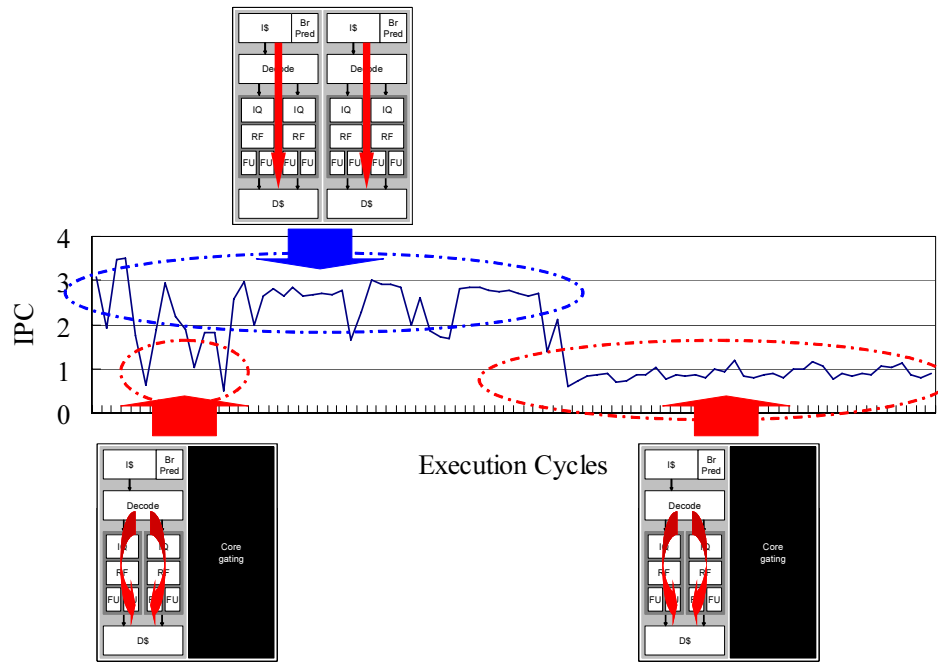 I$ Br Pred I$ Br Pred
Decode Decode
IQ IQ IQ IQ
RF RF RF RF
FU FU FU FU FU FU FU FU
D$ D$
4
3
2
1
0
IPC
Execution Cycles
I$ Br Pred
Decode
IQ IQ
RF RF
FU FU FU FU
D$
Core
gating
I$ Br Pred
Decode
IQ IQ
RF RF
FU FU FU FU
D$
Core
gating